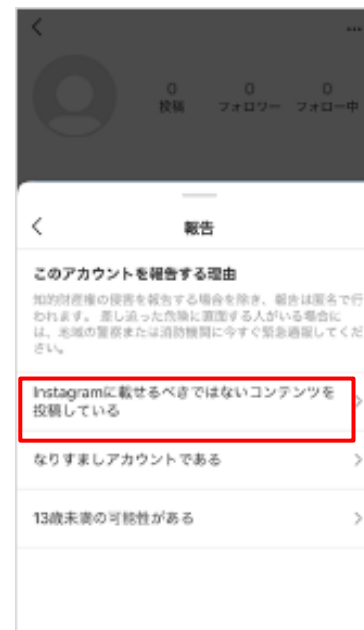 0 0 0
投稿 フォロワー フォロー中
報告
このアカウントを報告する理由
知的財産権の侵害を報告する場合を除き、報告は匿名で行
われます。 差し迫った危険に直面する人がいる場合に
は、地域の警察または消防機関に今すぐ緊急通報してくだ
さい。
Instagramに載せるべきではないコンテンツを
投稿している
なりすましアカウントである
13歳未満の可能性がある